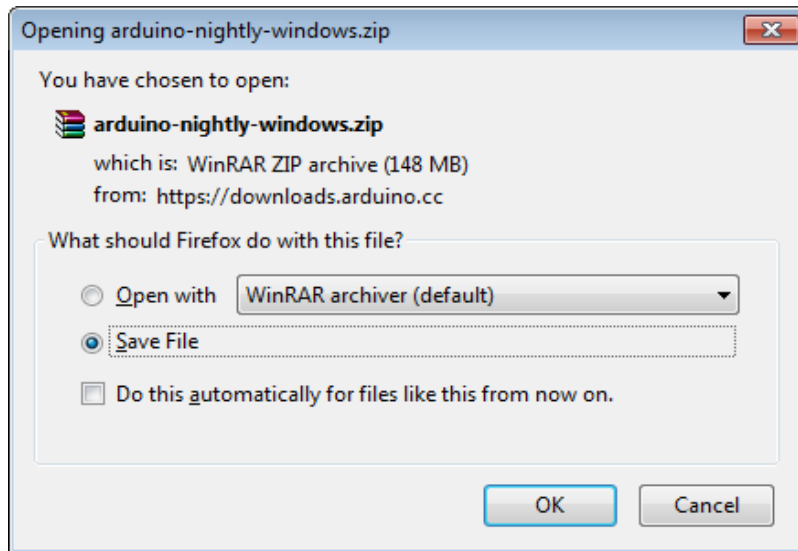 Opening arduino-nightly-windows.zip
You have chosen to open:
arduino-nightly-windows.zip
which is: WinRAR ZIP archive (148 MB)
from: https://downloads.arduino.cc
What should Firefox do with this file?
Open with WinRAR archiver (default)
Save File
Do this automatically for files like this from now on.
OK Cancel